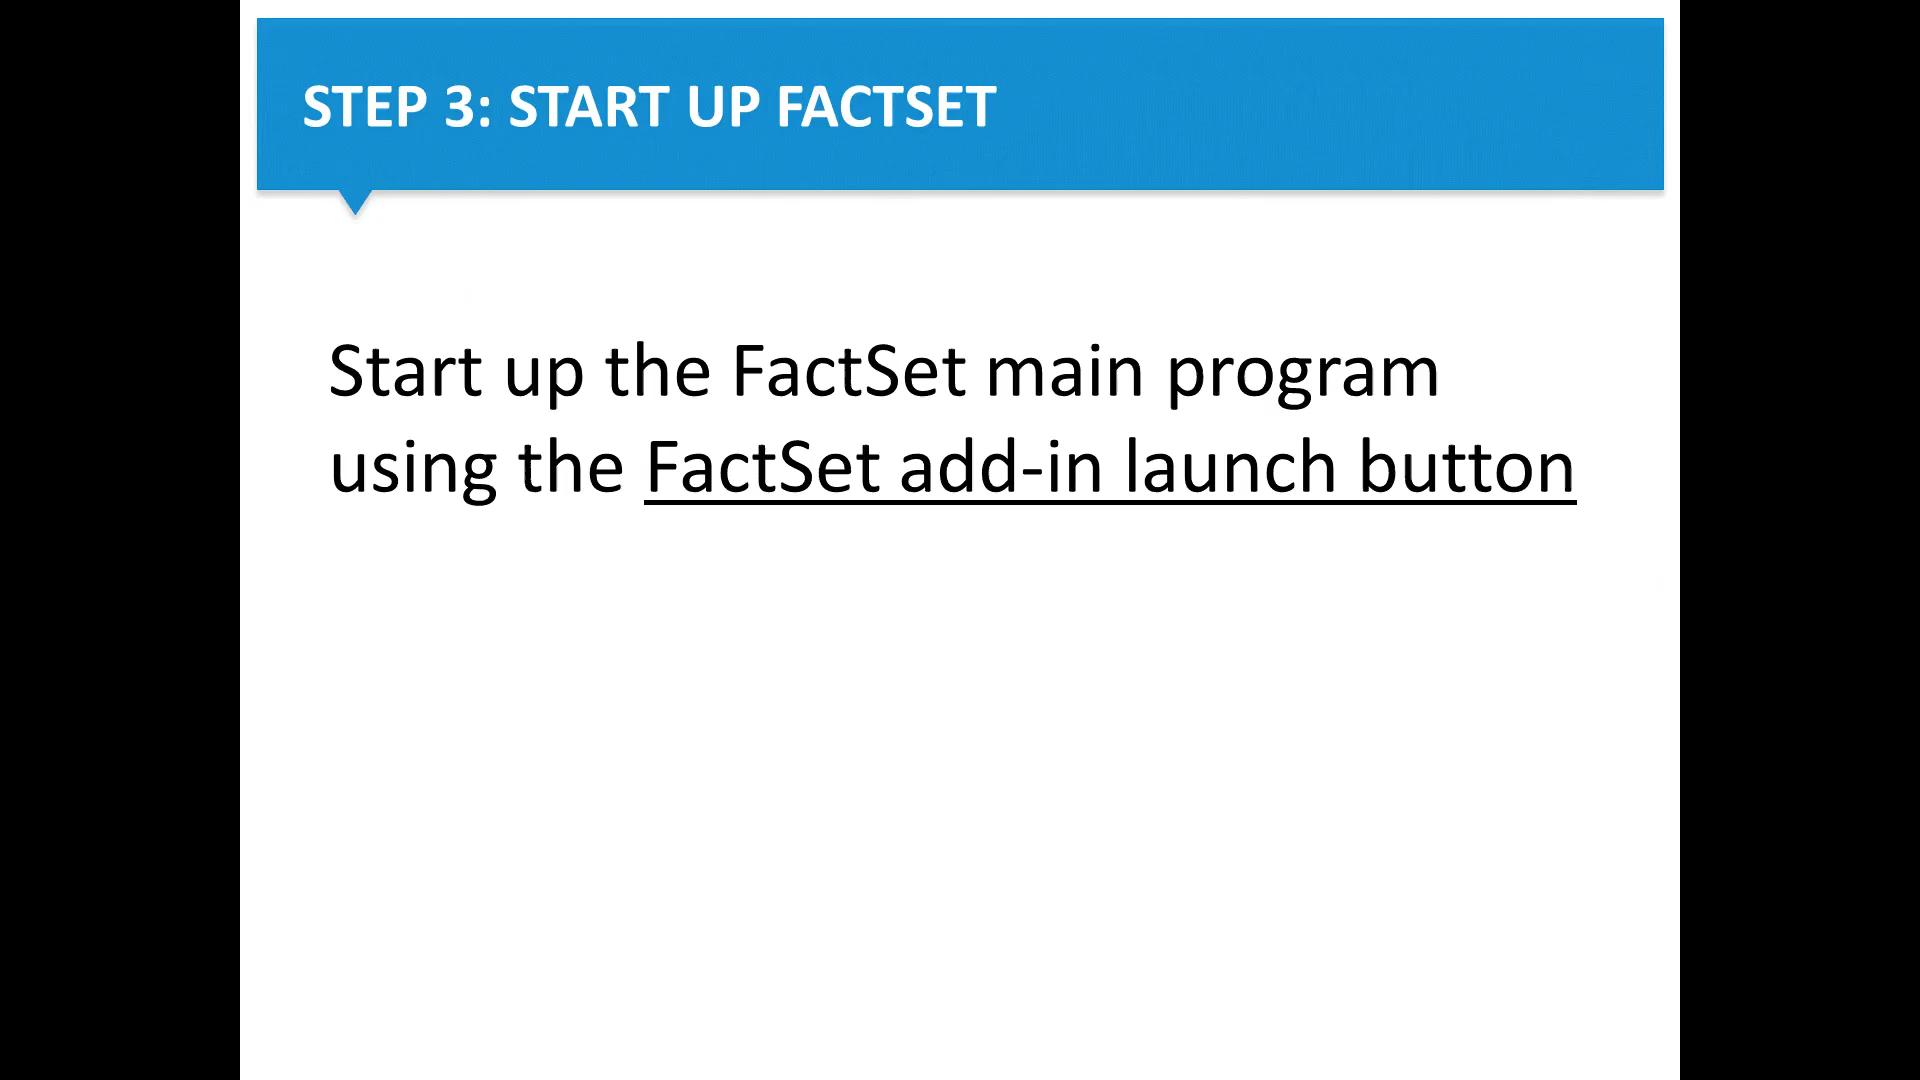 STEP 3: START UP FACTSET
Start up the FactSet main program
using the FactSet add-in launch button